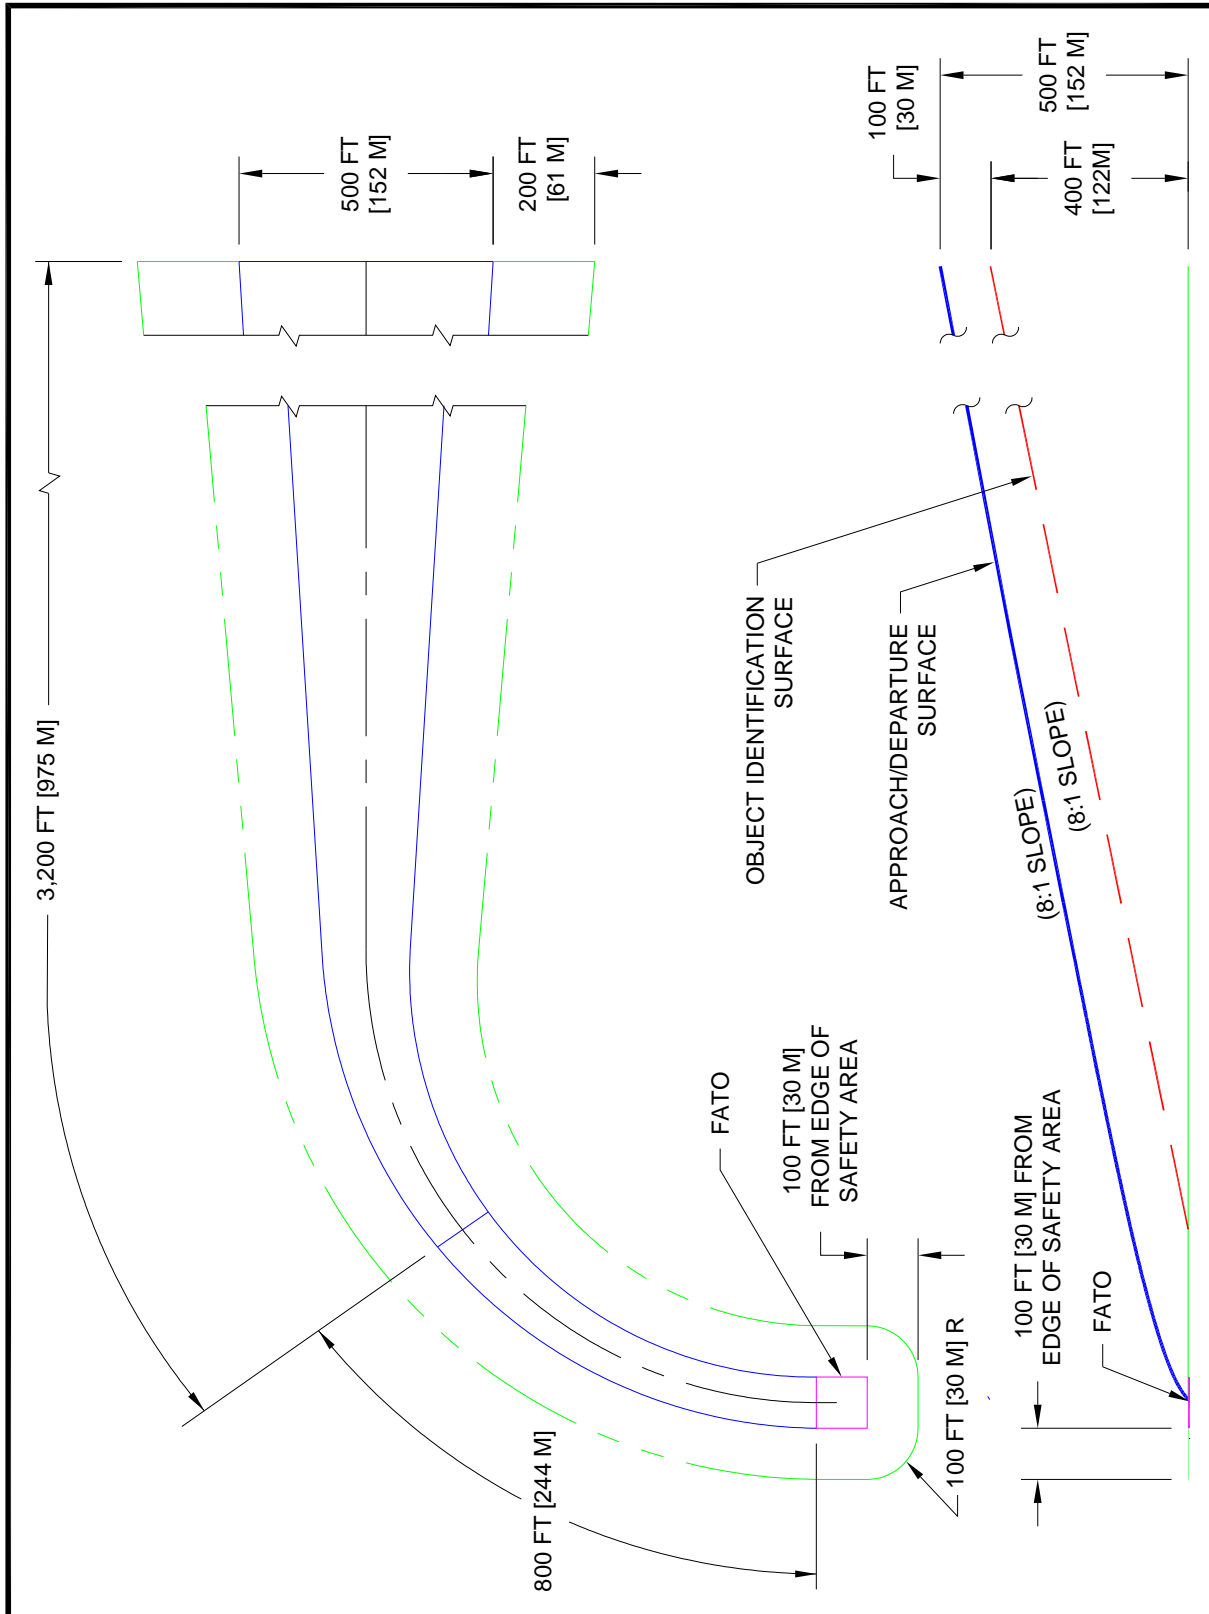 3,200 FT [975 M]
500 FT
[152 M]
200 FT
[61 M]
800 FT [244 M]
FATO
100 FT [30 M]
FROM EDGE OF
SAFETY AREA
100 FT [30 M] R
100 FT
[30 M]
500 FT
[152 M]
400 FT
[122M]
OBJECT IDENTIFICATION
SURFACE
APPROACH/DEPARTURE
SURFACE
(8:1 SLOPE)
(8:1 SLOPE)
100 FT [30 M] FROM
EDGE OF SAFETY AREA
FATO